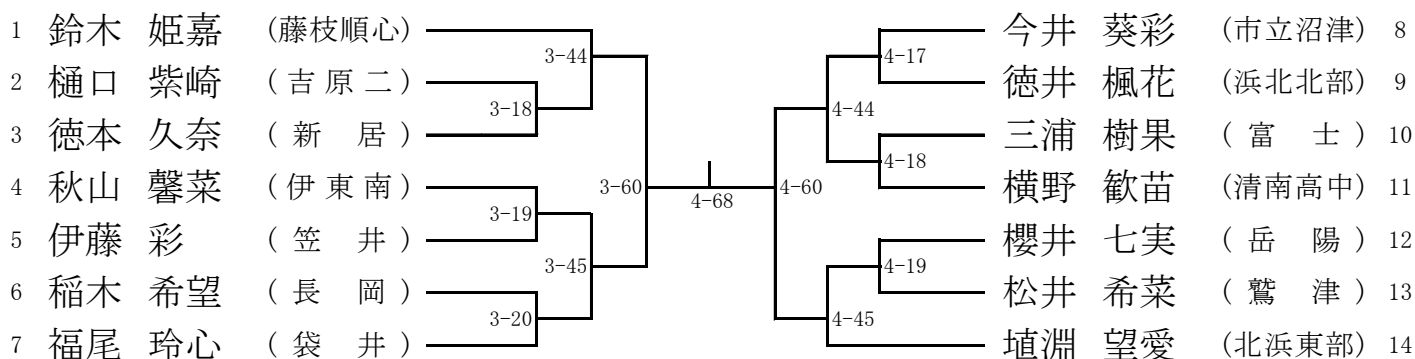 1 鈴木 姫嘉 (藤枝順心) 今井 葵彩 (市立沼津) 8
3-44 4-17
2 樋口 紫崎 (吉原二) 徳井 楓花 (浜北北部) 9
3-18 4-44
3 徳本 久奈 (新 居) 三浦 樹果 (富 士) 10
4-18
4 秋山 馨菜 (伊東南) 3-60 4-68 4-60 横野 歓苗 (清南高中) 11
3-19
5 伊藤 彩 (笠 井) 櫻井 七実 (岳 陽) 12
3-45 4-19
6 稲木 希望 (長 岡) 松井 希菜 (鷲 津) 13
3-20 4-45
7 福尾 玲心 (袋 井) 埴淵 望愛 (北浜東部) 14